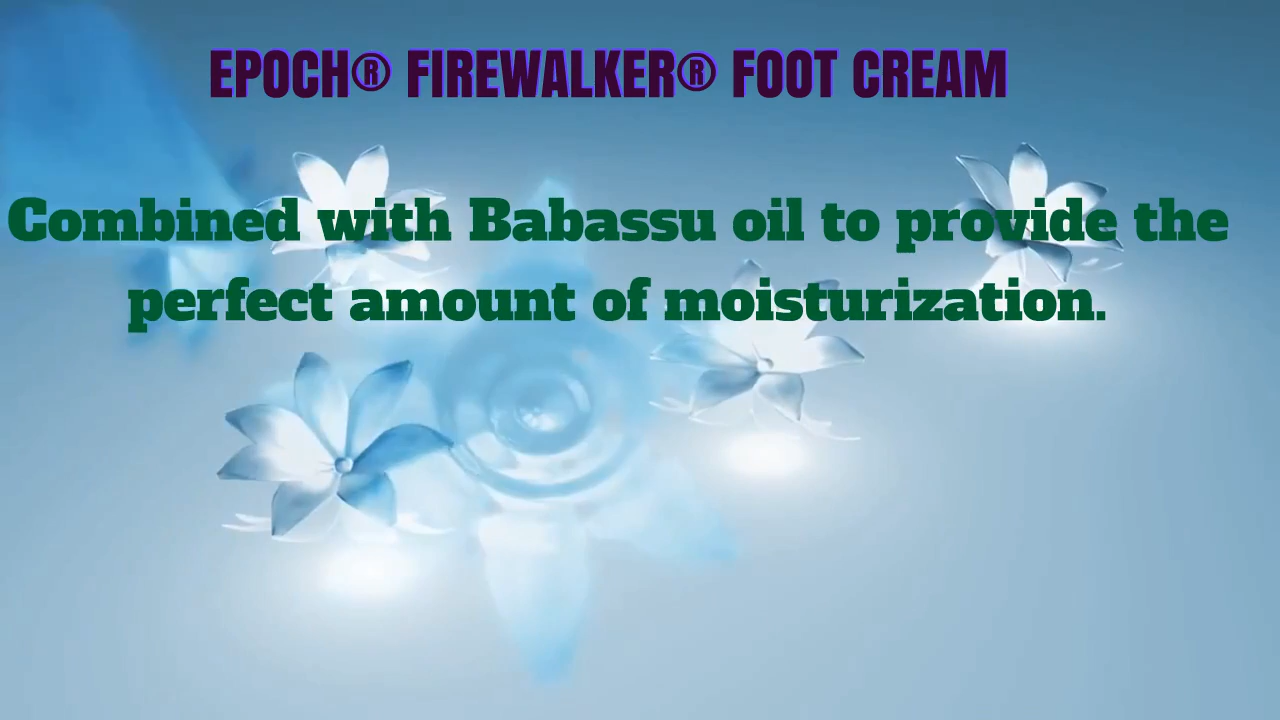 EPOCH® FIREWALKER® FOOT CREAM
Combined with Babassu oil to provide the
perfect amount of moisturization.